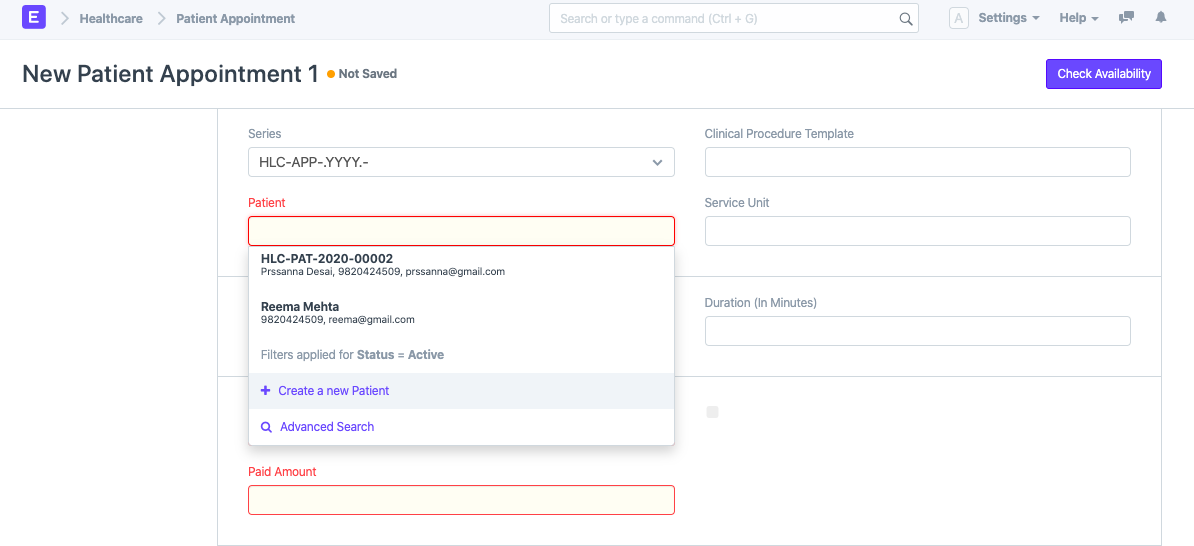 E Healthcare Patient Appointment Search or type a command (Ctrl + G) A Settings Help
New Patient Appointment 1 Not Saved Check Availability
Series Clinical Procedure Template
HLC-APP-.YYYY.-
Patient Service Unit
HLC-PAT-2020-00002
Prssanna Desai, 9820424509, prssanna@gmail.com
Reema Mehta Duration (In Minutes)
9820424509, reema@gmail.com
Filters applied for Status = Active
+ Create a new Patient
Advanced Search
Paid Amount